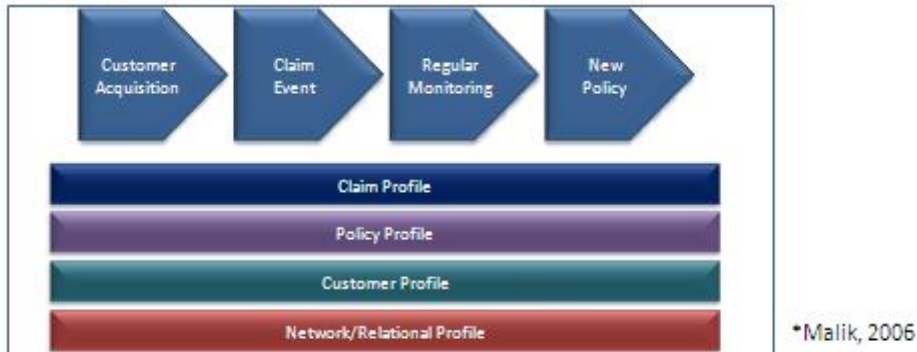 Customer
Acquisition
Claim
Event
Regular
Monitoring
New
Policy
Claim Profile
Policy Profile
Customer Profile
Network/Relational Profile
*Malik, 2006